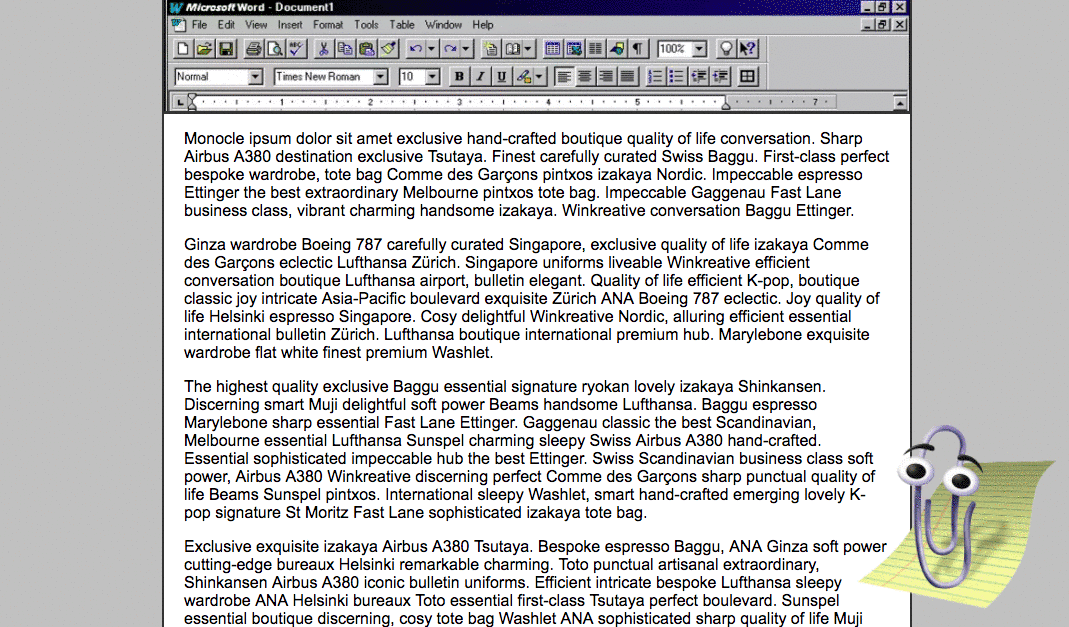 Microsoft Word - Document1
File Edit View Insert Format Tools Table Window Help
100%
Normal Times New Roman 10 B I U
1 2 3 4 5 7
Monocle ipsum dolor sit amet exclusive hand-crafted boutique quality of life conversation. Sharp
Airbus A380 destination exclusive Tsutaya. Finest carefully curated Swiss Baggu. First-class perfect
bespoke wardrobe, tote bag Comme des Garçons pintxos izakaya Nordic. Impeccable espresso
Ettinger the best extraordinary Melbourne pintxos tote bag. Impeccable Gaggenau Fast Lane
business class, vibrant charming handsome izakaya. Winkreative conversation Baggu Ettinger.
Ginza wardrobe Boeing 787 carefully curated Singapore, exclusive quality of life izakaya Comme
des Garçons eclectic Lufthansa Zürich. Singapore uniforms liveable Winkreative efficient
conversation boutique Lufthansa airport, bulletin elegant. Quality of life efficient K-pop, boutique
classic joy intricate Asia-Pacific boulevard exquisite Zürich ANA Boeing 787 eclectic. Joy quality of
life Helsinki espresso Singapore. Cosy delightful Winkreative Nordic, alluring efficient essential
international bulletin Zürich. Lufthansa boutique international premium hub. Marylebone exquisite
wardrobe flat white finest premium Washlet.
The highest quality exclusive Baggu essential signature ryokan lovely izakaya Shinkansen.
Discerning smart Muji delightful soft power Beams handsome Lufthansa. Baggu espresso
Marylebone sharp essential Fast Lane Ettinger. Gaggenau classic the best Scandinavian,
Melbourne essential Lufthansa Sunspel charming sleepy Swiss Airbus A380 hand-crafted.
Essential sophisticated impeccable hub the best Ettinger. Swiss Scandinavian business class soft
power, Airbus A380 Winkreative discerning perfect Comme des Garçons sharp punctual quality of
life Beams Sunspel pintxos. International sleepy Washlet, smart hand-crafted emerging lovely K-
pop signature St Moritz Fast Lane sophisticated izakaya tote bag.
Exclusive exquisite izakaya Airbus A380 Tsutaya. Bespoke espresso Baggu, ANA Ginza soft power
cutting-edge bureaux Helsinki remarkable charming. Toto punctual artisanal extraordinary,
Shinkansen Airbus A380 iconic bulletin uniforms. Efficient intricate bespoke Lufthansa sleepy
wardrobe ANA Helsinki bureaux Toto essential first-class Tsutaya perfect boulevard. Sunspel
essential boutique discerning, cosy tote bag Washlet ANA sophisticated sharp quality of life Muji